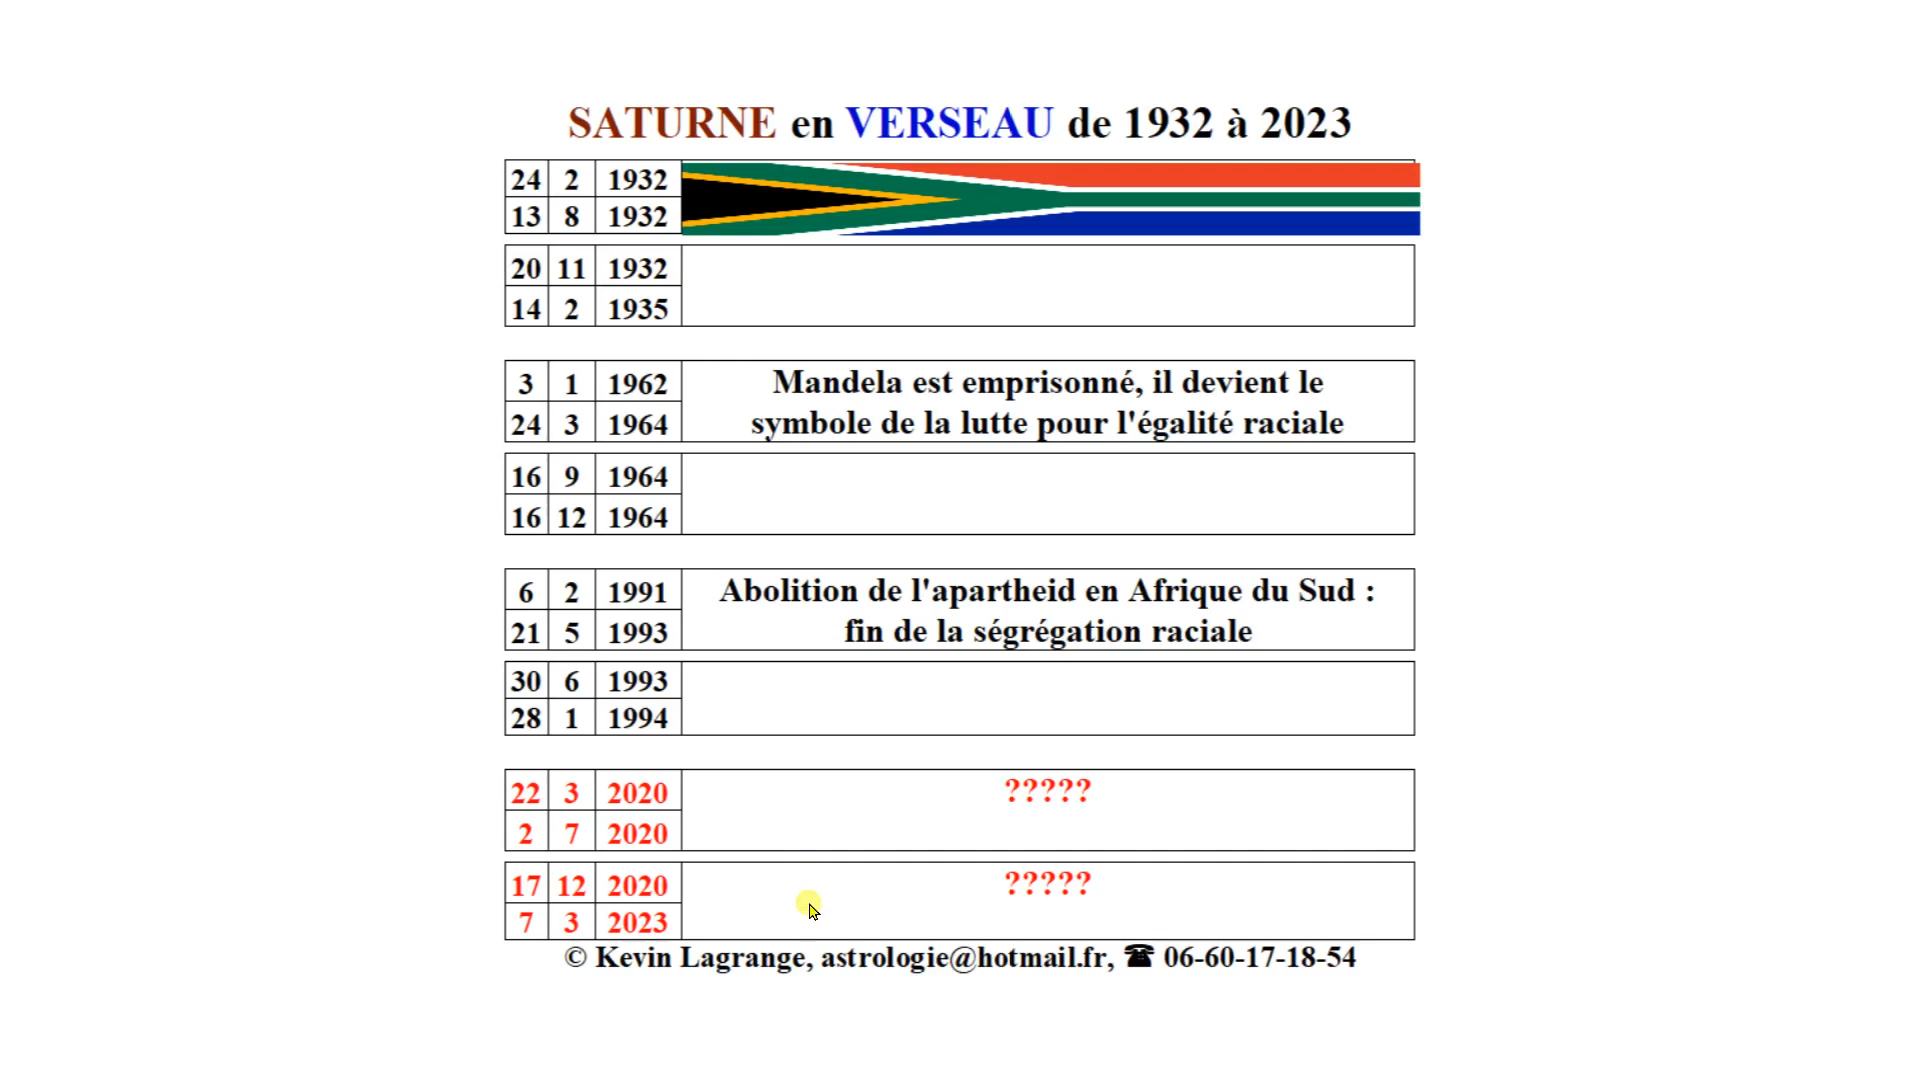 SATURNE en VERSEAU de 1932 à 2023
24 2 1932
13 8 1932
20 11 1932
14 2 1935
3 1 1962 Mandela est emprisonné, il devient le
24 3 1964 symbole de la lutte pour l'égalité raciale
16 9 1964
16 12 1964
6 2 1991 Abolition de l'apartheid en Afrique du Sud :
21 5 1993 fin de la ségrégation raciale
30 6 1993
28 1 1994
22 3 2020 ?????
2 7 2020
17 12 2020 ?????
7 3 2023
© Kevin Lagrange, astrologie@hotmail.fr, ☎ 06-60-17-18-54